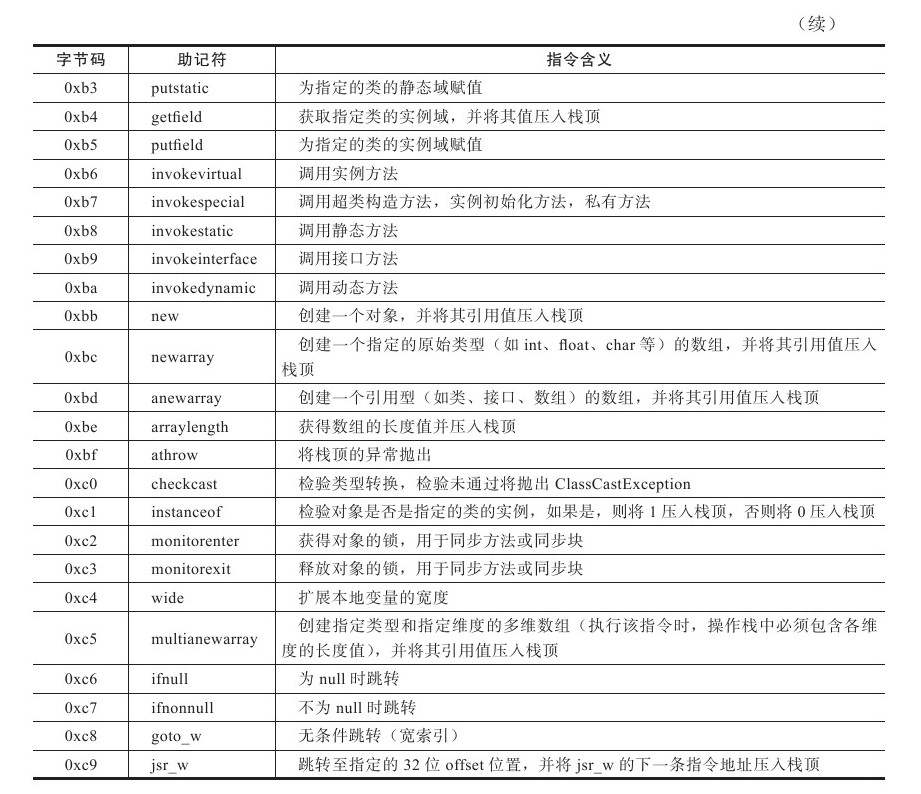 （续）
字节码 助记符 指令含义
0xb3 putstatic 为指定的类的静态域赋值
0xb4 getfield 获取指定类的实例域，并将其值压入栈顶
0xb5 putfield 为指定的类的实例域赋值
0xb6 invokevirtual 调用实例方法
0xb7 invokespecial 调用超类构造方法，实例初始化方法，私有方法
0xb8 invokestatic 调用静态方法
0xb9 invokeinterface 调用接口方法
0xba invokedynamic 调用动态方法
0xbb new 创建一个对象，并将其引用值压入栈顶
0xbc newarray 创建一个指定的原始类型（如 int、float、char 等）的数组，并将其引用值压入
栈顶
0xbd anewarray 创建一个引用型（如类、接口、数组）的数组，并将其引用值压入栈顶
0xbe arraylength 获得数组的长度值并压入栈顶
0xbf athrow 将栈顶的异常抛出
0xc0 checkcast 检验类型转换，检验未通过将抛出 ClassCastException
0xc1 instanceof 检验对象是否是指定的类的实例，如果是，则将 1 压入栈顶，否则将 0 压入栈顶
0xc2 monitorenter 获得对象的锁，用于同步方法或同步块
0xc3 monitorexit 释放对象的锁，用于同步方法或同步块
0xc4 wide 扩展本地变量的宽度
0xc5 multianewarray 创建指定类型和指定维度的多维数组（执行该指令时，操作栈中必须包含各维
度的长度值），并将其引用值压入栈顶
0xc6 ifnull 为 null 时跳转
0xc7 ifnonnull 不为 null 时跳转
0xc8 goto_w 无条件跳转（宽索引）
0xc9 jsr_w 跳转至指定的 32 位 offset 位置，并将 jsr_w 的下一条指令地址压入栈顶